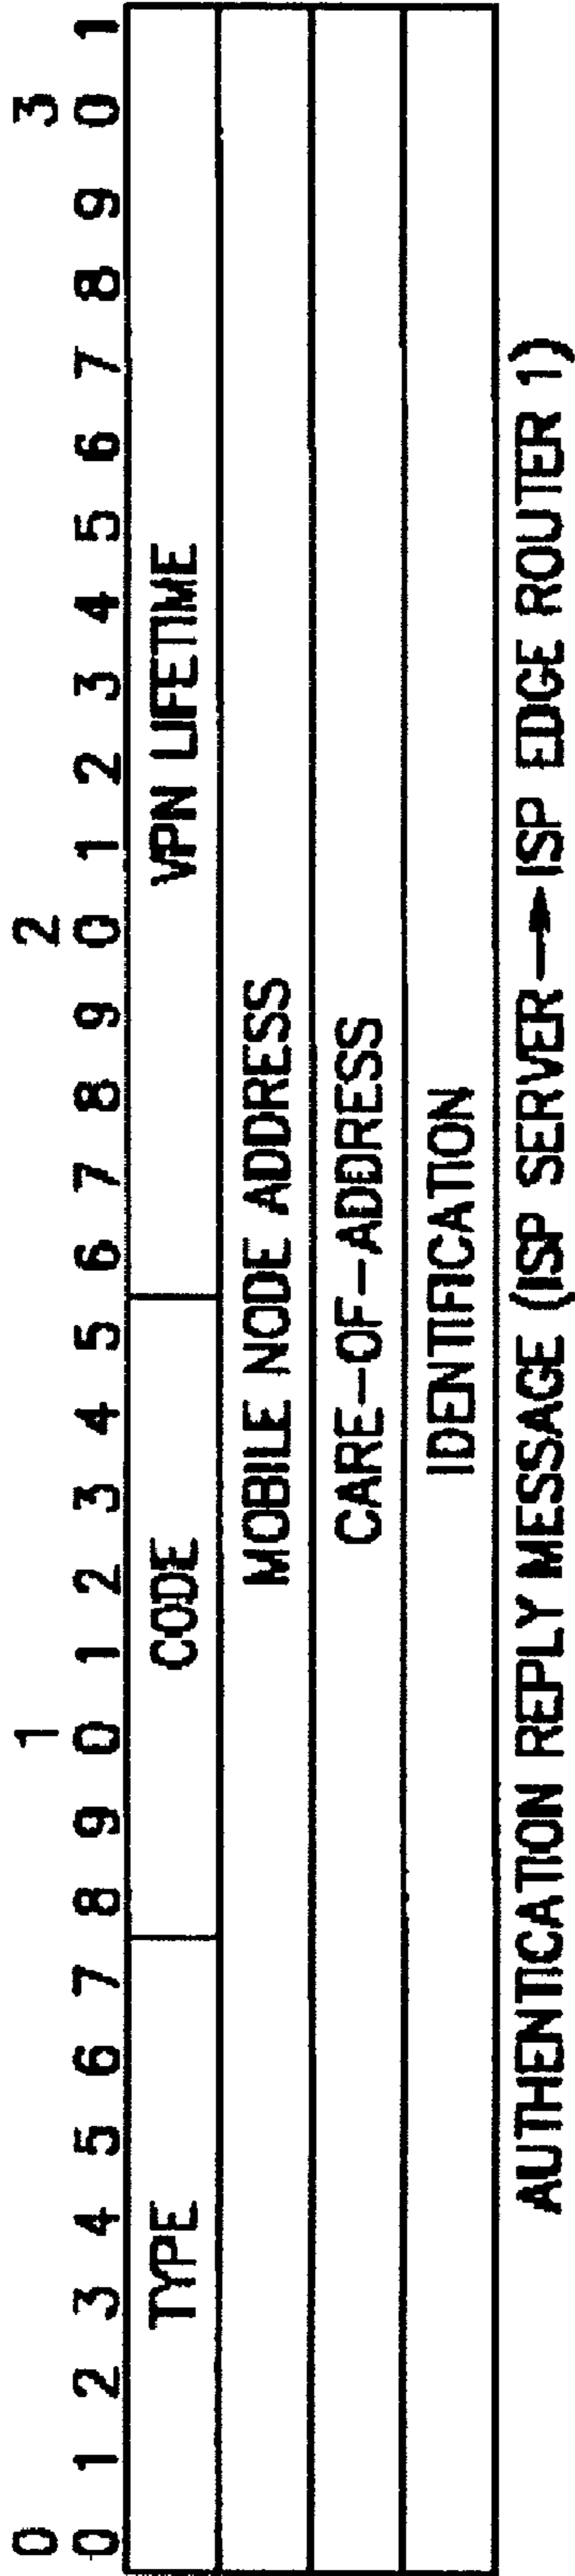 0 1 2 3
0 1 2 3 4 5 6 7 8 9 0 1 2 3 4 5 6 7 8 9 0 1 2 3 4 5 6 7 8 9 0 1
TYPE CODE VPN LIFETIME
MOBILE NODE ADDRESS
CARE-OF-ADDRESS
IDENTIFICATION
AUTHENTICATION REPLY MESSAGE (ISP SERVER → ISP EDGE ROUTER 1)